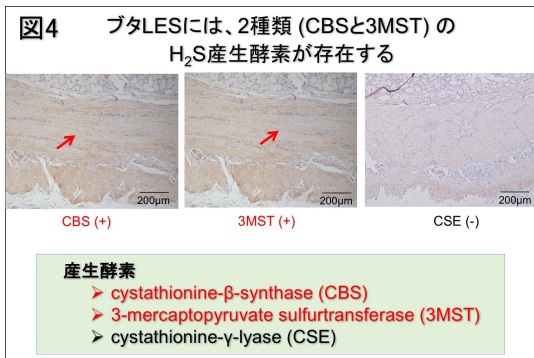 図4
ブタLESには、2種類 (CBSと3MST) の
H₂S産生酵素が存在する
200μm
200μm
200μm
CBS (+)
3MST (+)
CSE (-)
産生酵素
➢ cystathionine-β-synthase (CBS)
➢ 3-mercaptopyruvate sulfurtransferase (3MST)
➢ cystathionine-γ-lyase (CSE)